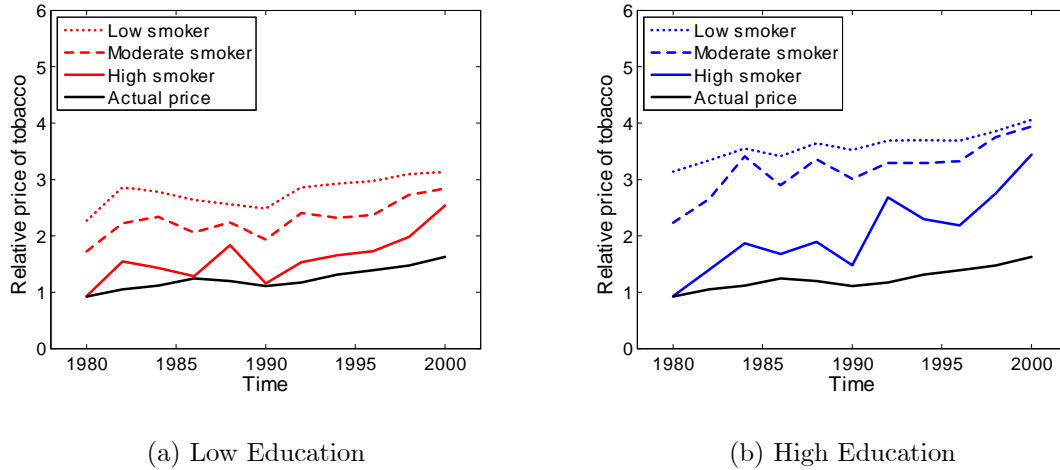 6
5
4
3
2
1
0
Relative price of tobacco
Low smoker
Moderate smoker
High smoker
Actual price
1980 1985 1990 1995 2000
Time
(a) Low Education
6
5
4
3
2
1
0
Relative price of tobacco
Low smoker
Moderate smoker
High smoker
Actual price
1980 1985 1990 1995 2000
Time
(b) High Education